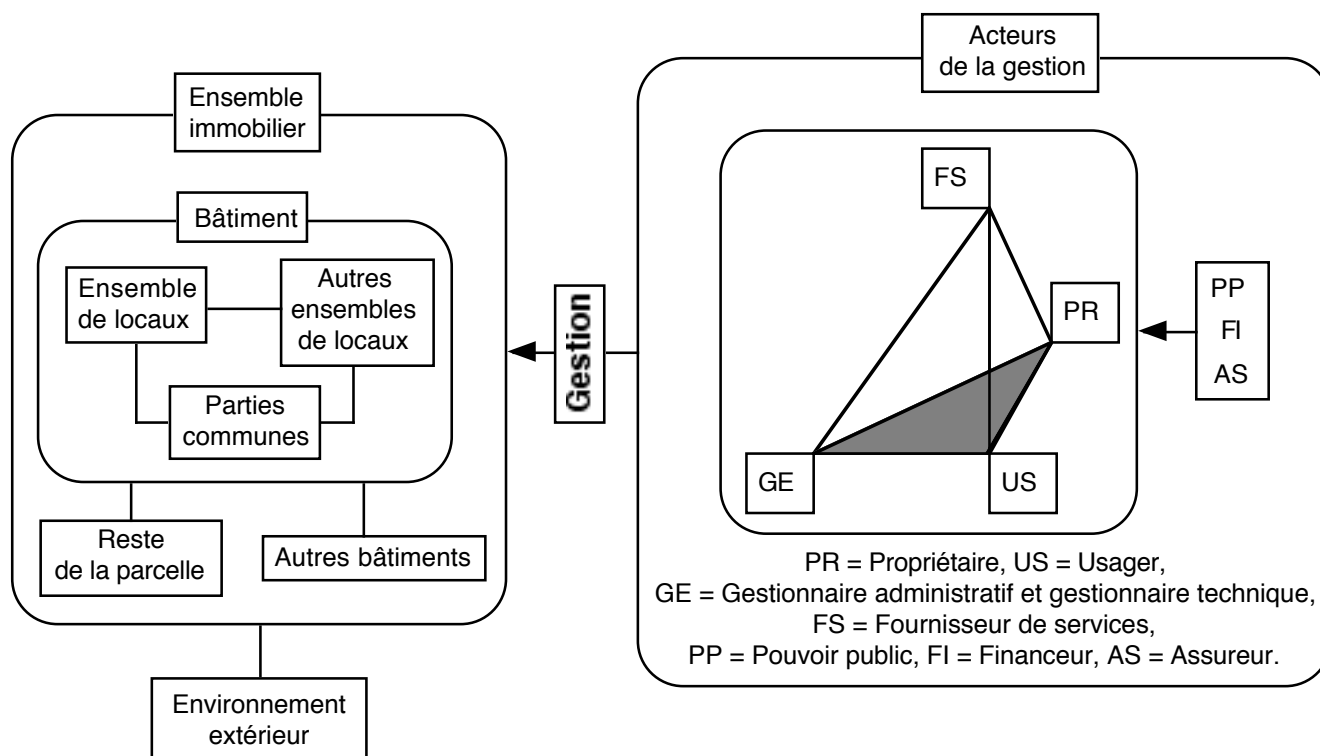 Ensemble
immobilier
Bâtiment
Ensemble
de locaux
Autres
ensembles
de locaux
Parties
communes
Reste
de la parcelle
Autres bâtiments
Environnement
extérieur
Gestion
Acteurs
de la gestion
FS
PR
GE
US
PP
FI
AS
PR = Propriétaire, US = Usager,
GE = Gestionnaire administratif et gestionnaire technique,
FS = Fournisseur de services,
PP = Pouvoir public, FI = Financeur, AS = Assureur.